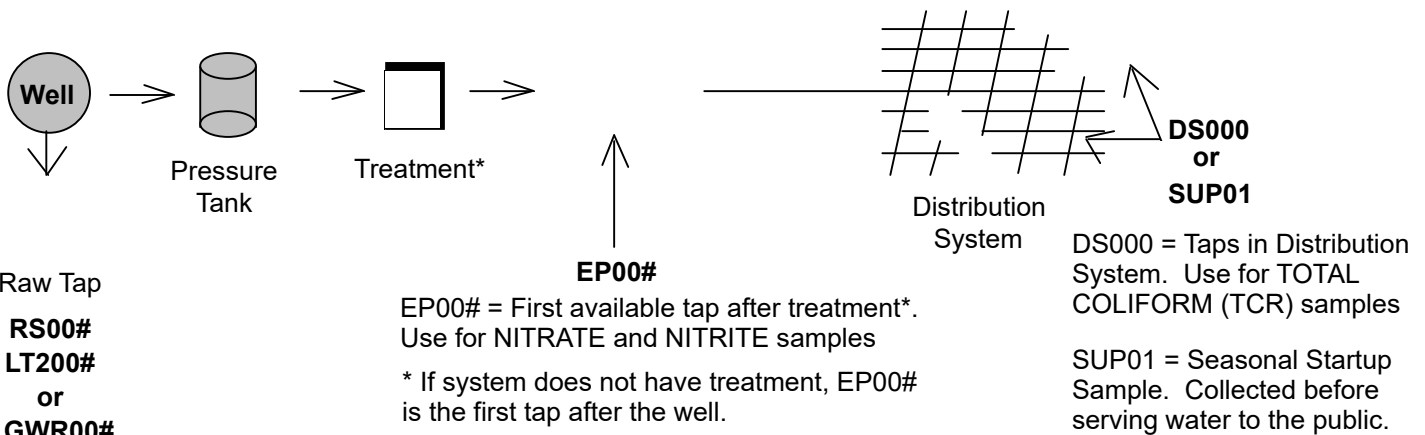 Well
Pressure
Tank
Treatment*
Distribution
System
DS000
or
SUP01
Raw Tap
RS00#
LT200#
or
GWR00#
EP00#
EP00# = First available tap after treatment*.
Use for NITRATE and NITRITE samples
* If system does not have treatment, EP00#
is the first tap after the well.
DS000 = Taps in Distribution
System. Use for TOTAL
COLIFORM (TCR) samples
SUP01 = Seasonal Startup
Sample. Collected before
serving water to the public.